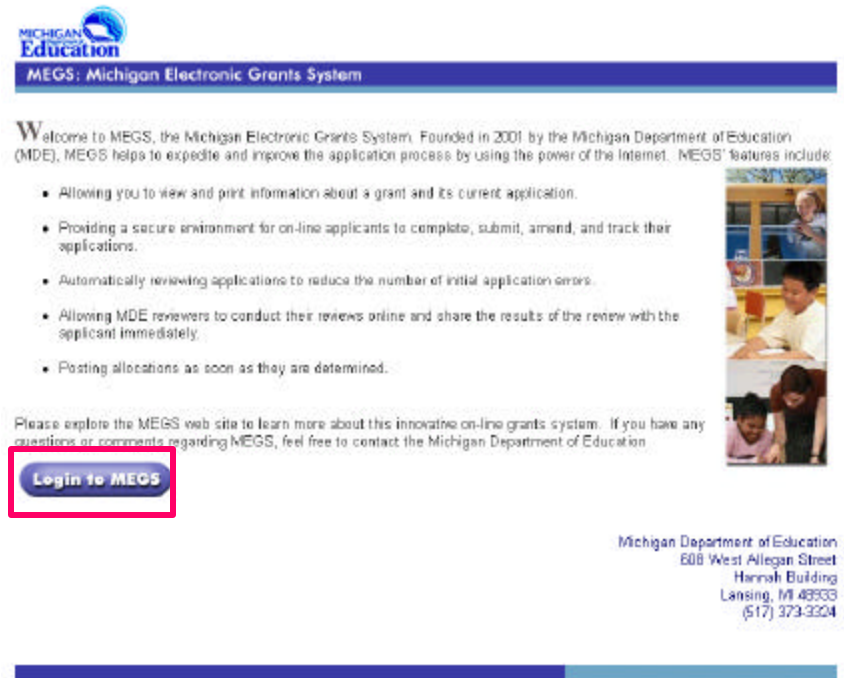 MICHIGAN
Education
MEGS: Michigan Electronic Grants System
Welcome to MEGS, the Michigan Electronic Grants System. Founded in 2001 by the Michigan Department of Education
(MDE), MEGS helps to expedite and improve the application process by using the power of the Internet. MEGS' features include:
• Allowing you to view and print information about a grant and its current application.
• Providing a secure environment for on-line applicants to complete, submit, amend, and track their
applications.
• Automatically reviewing applications to reduce the number of initial application errors.
• Allowing MDE reviewers to conduct their reviews online and share the results of the review with the
applicant immediately.
• Posting allocations as soon as they are determined.
Please explore the MEGS web site to learn more about this innovative on-line grants system. If you have any
questions or comments regarding MEGS, feel free to contact the Michigan Department of Education
Login to MEGS
Michigan Department of Education
608 West Allegan Street
Hannah Building
Lansing, MI 48933
(517) 373-3324